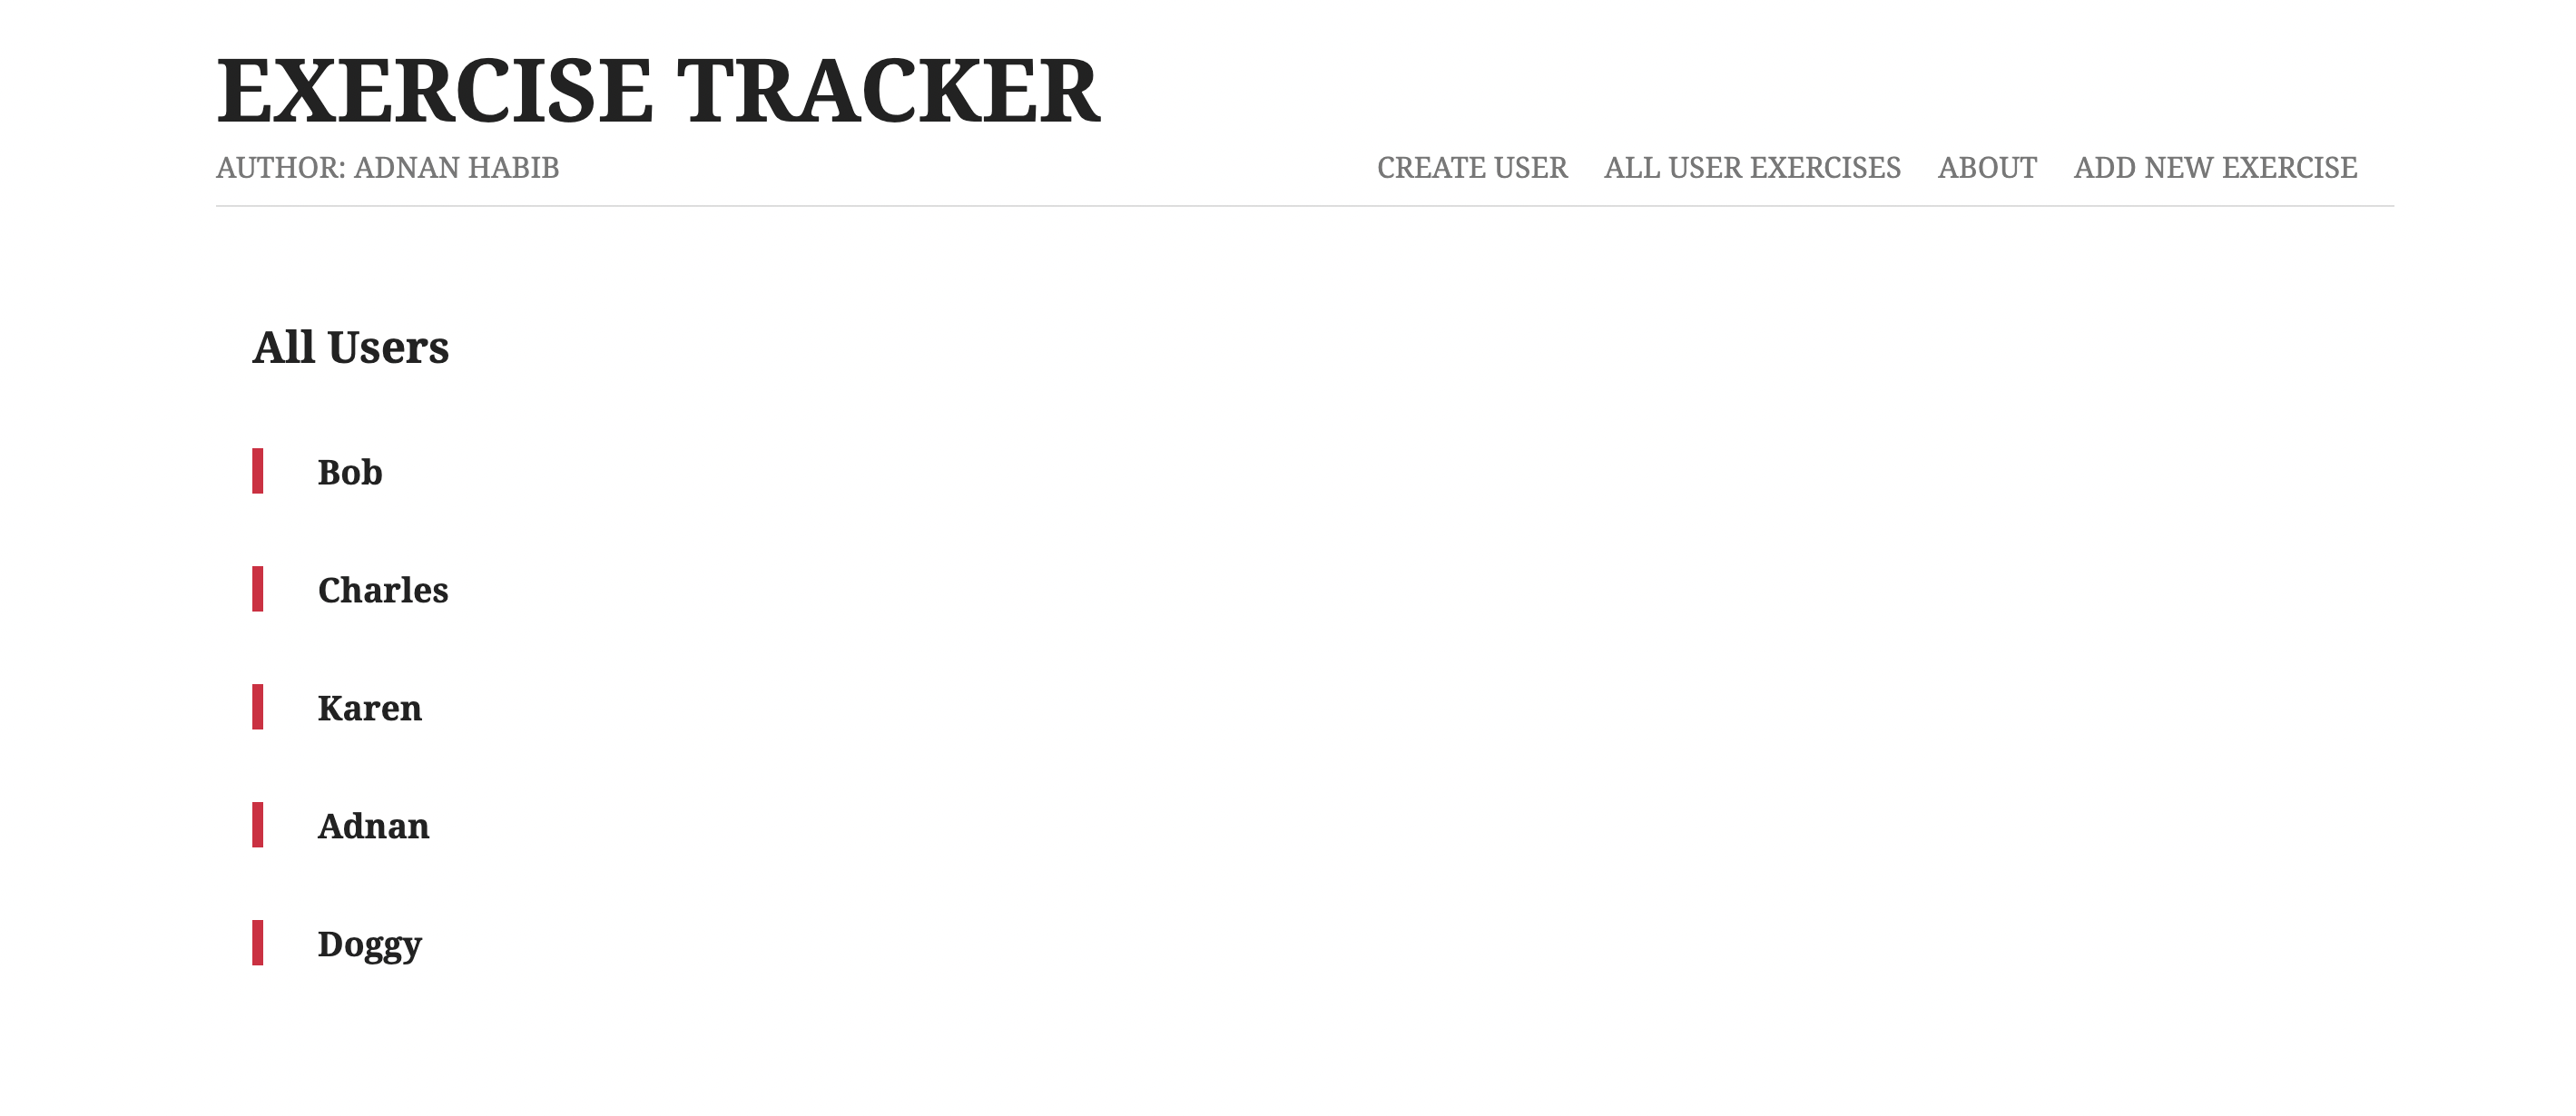 EXERCISE TRACKER
AUTHOR: ADNAN HABIB
CREATE USER ALL USER EXERCISES ABOUT ADD NEW EXERCISE
All Users
Bob
Charles
Karen
Adnan
Doggy